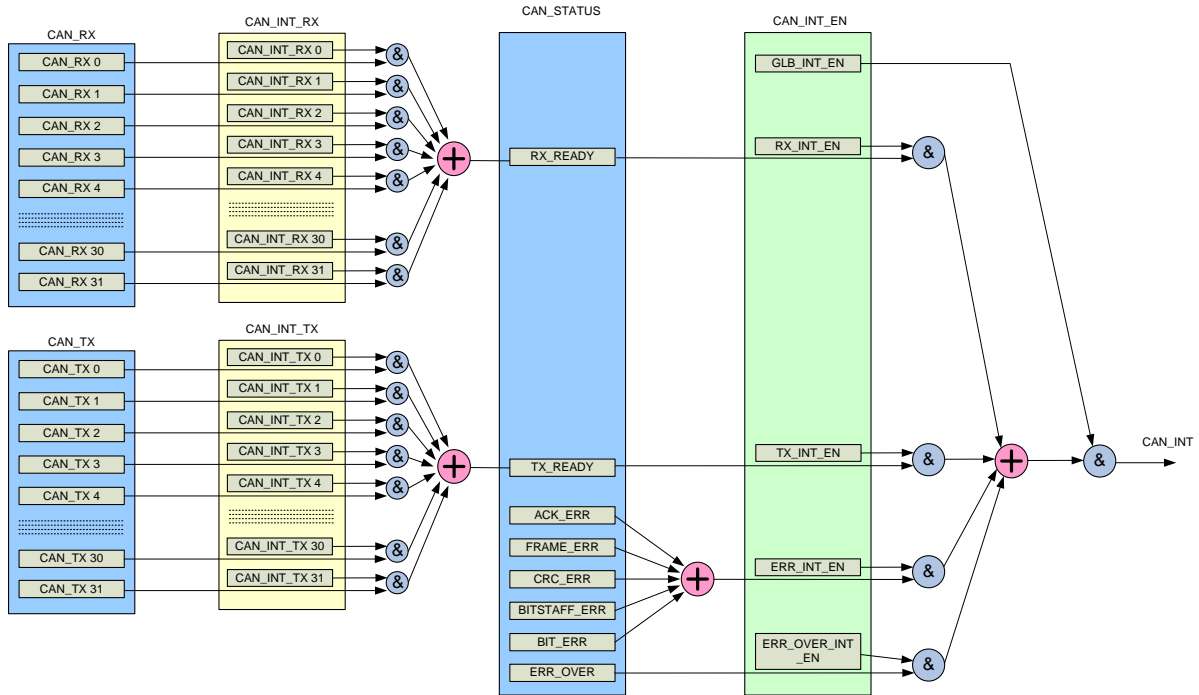 CAN_RX
CAN_RX 0
CAN_RX 1
CAN_RX 2
CAN_RX 3
CAN_RX 4
CAN_RX 30
CAN_RX 31
CAN_INT_RX
CAN_INT_RX 0
CAN_INT_RX 1
CAN_INT_RX 2
CAN_INT_RX 3
CAN_INT_RX 4
CAN_INT_RX 30
CAN_INT_RX 31
&
&
&
&
&
&
&
+
CAN_TX
CAN_TX 0
CAN_TX 1
CAN_TX 2
CAN_TX 3
CAN_TX 4
CAN_TX 30
CAN_TX 31
CAN_INT_TX
CAN_INT_TX 0
CAN_INT_TX 1
CAN_INT_TX 2
CAN_INT_TX 3
CAN_INT_TX 4
CAN_INT_TX 30
CAN_INT_TX 31
&
&
&
&
&
&
&
+
CAN_STATUS
RX_READY
TX_READY
ACK_ERR
FRAME_ERR
CRC_ERR
BITSTAFF_ERR
BIT_ERR
ERR_OVER
+
CAN_INT_EN
GLB_INT_EN
RX_INT_EN
TX_INT_EN
ERR_INT_EN
ERR_OVER_INT
_EN
&
&
&
&
+
&
CAN_INT